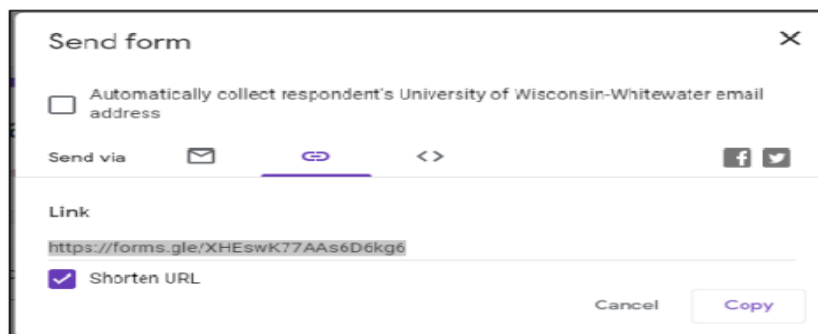 Send form
Automatically collect respondent's University of Wisconsin-Whitewater email
address
Send via
Link
https://forms.gle/XHEswK77AAs6D6kg6
Shorten URL
Cancel Copy